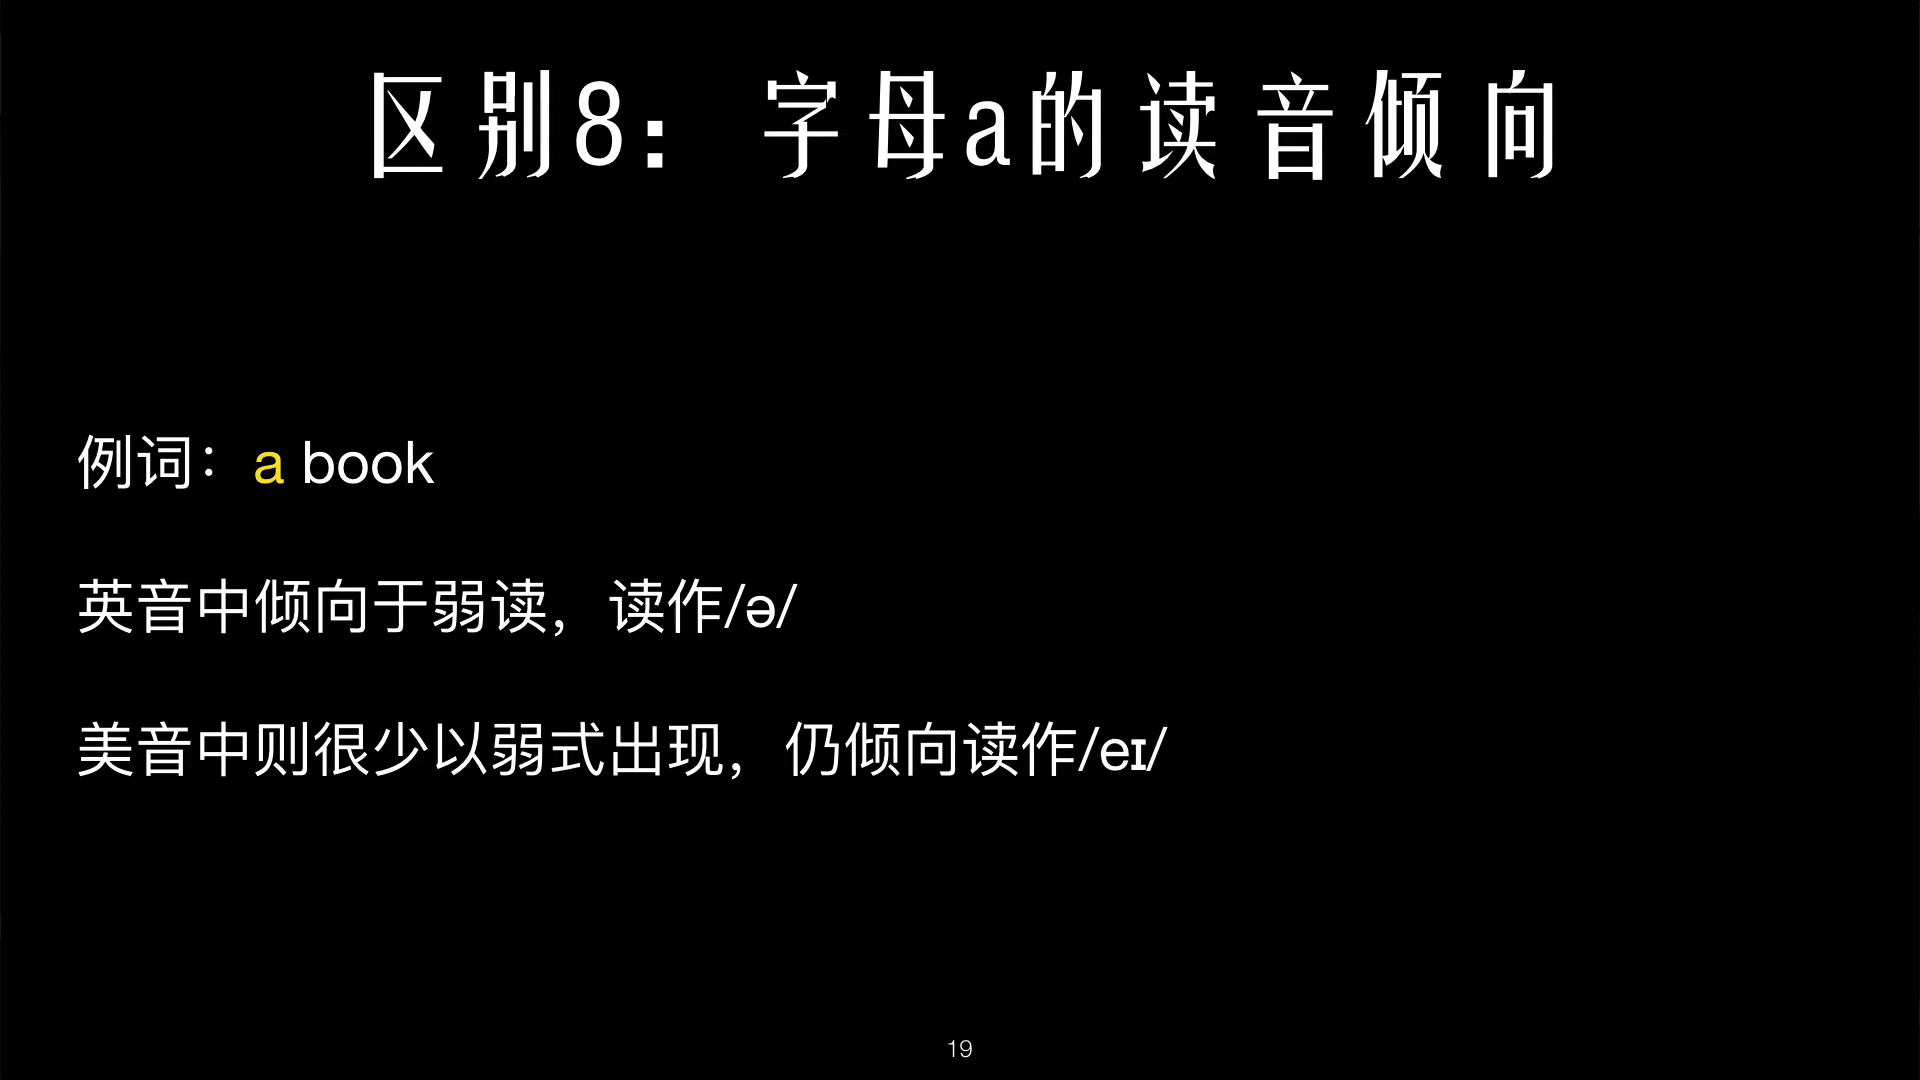 区别8：字母a的读音倾向
例词：a book
英音中倾向于弱读，读作/ə/
美音中则很少以弱式出现，仍倾向读作/eɪ/
19